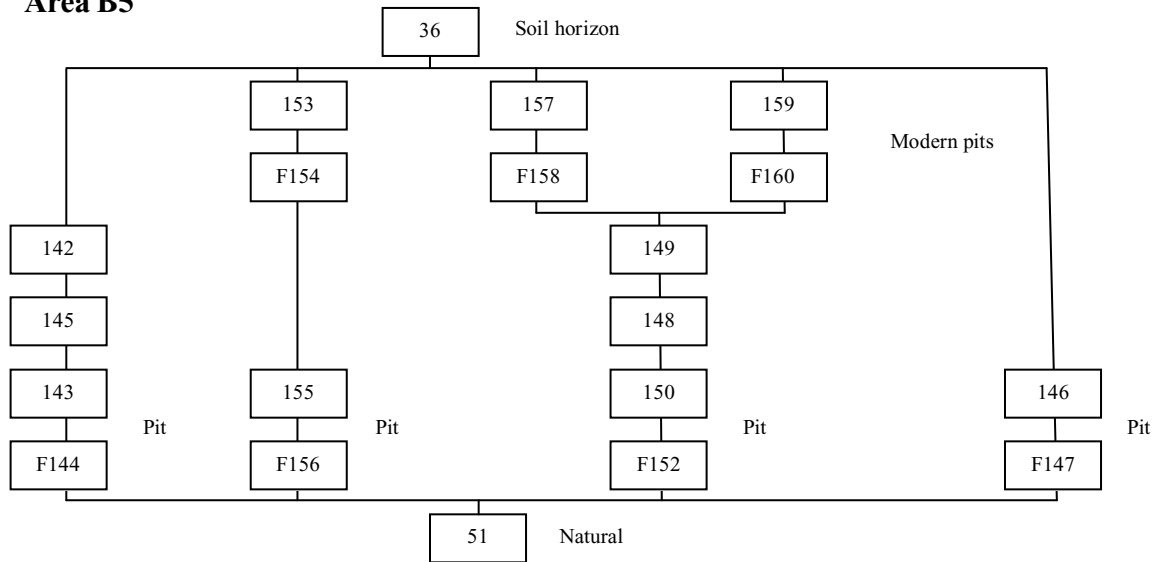 Area B5
36 Soil horizon
153 157 159
Modern pits
F154 F158 F160
142 149
145 148
143 155 150 146
Pit Pit Pit Pit
F144 F156 F152 F147
51 Natural